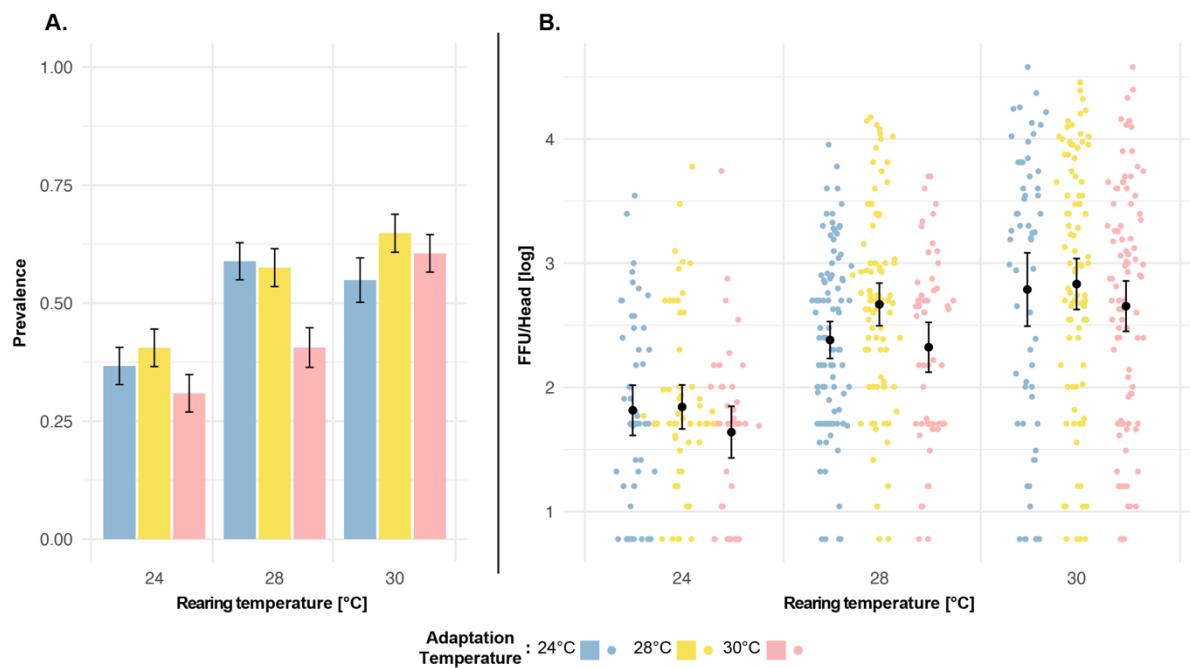 A.
B.
1.00
0.75
0.50
0.25
0.00
Prevalence
24
28
30
Rearing temperature [°C]
4
3
2
1
FFU/Head [log]
24
28
30
Rearing temperature [°C]
Adaptation
Temperature : 24°C 28°C 30°C